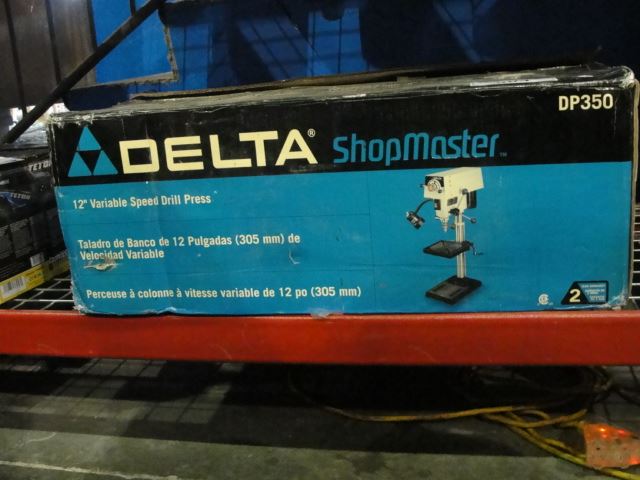 DP350
DELTA® ShopMaster™
12" Variable Speed Drill Press
Taladro de Banco de 12 Pulgadas (305 mm) de
Velocidad Variable
Perceuse à colonne à vitesse variable de 12 po (305 mm)
2